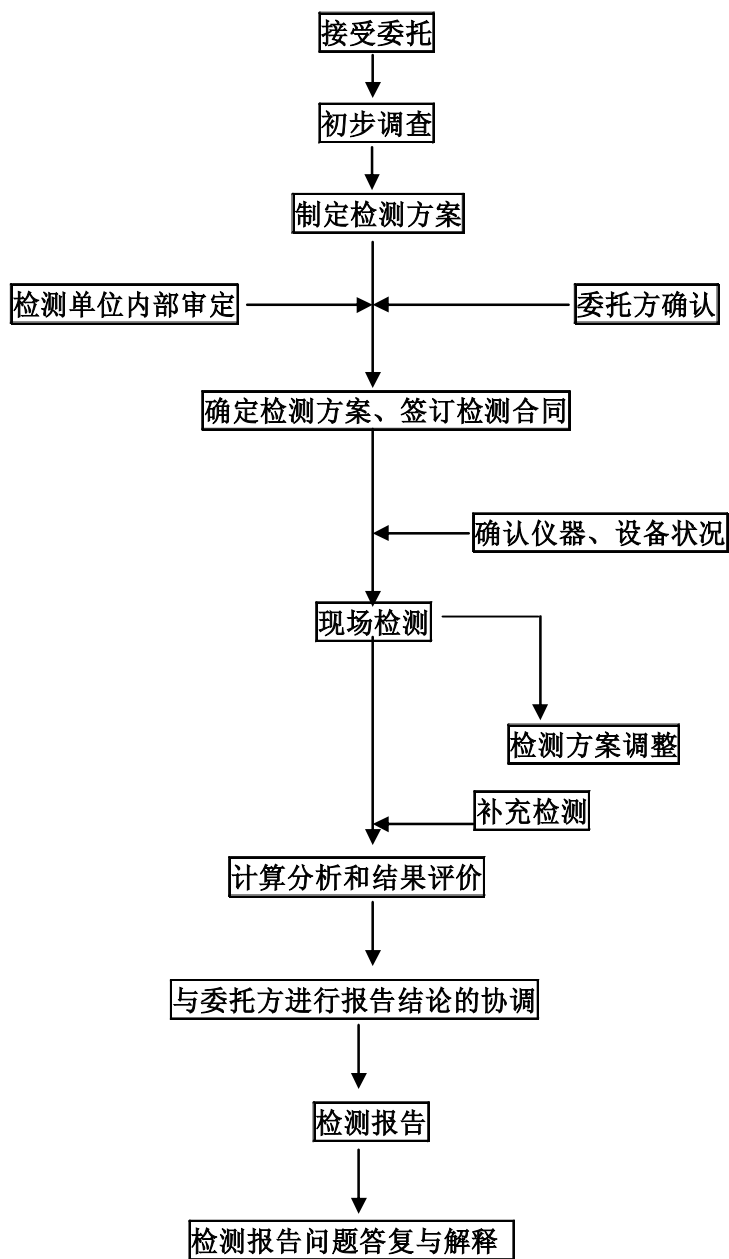 接受委托
初步调查
制定检测方案
检测单位内部审定
委托方确认
确定检测方案、签订检测合同
确认仪器、设备状况
现场检测
检测方案调整
补充检测
计算分析和结果评价
与委托方进行报告结论的协调
检测报告
检测报告问题答复与解释